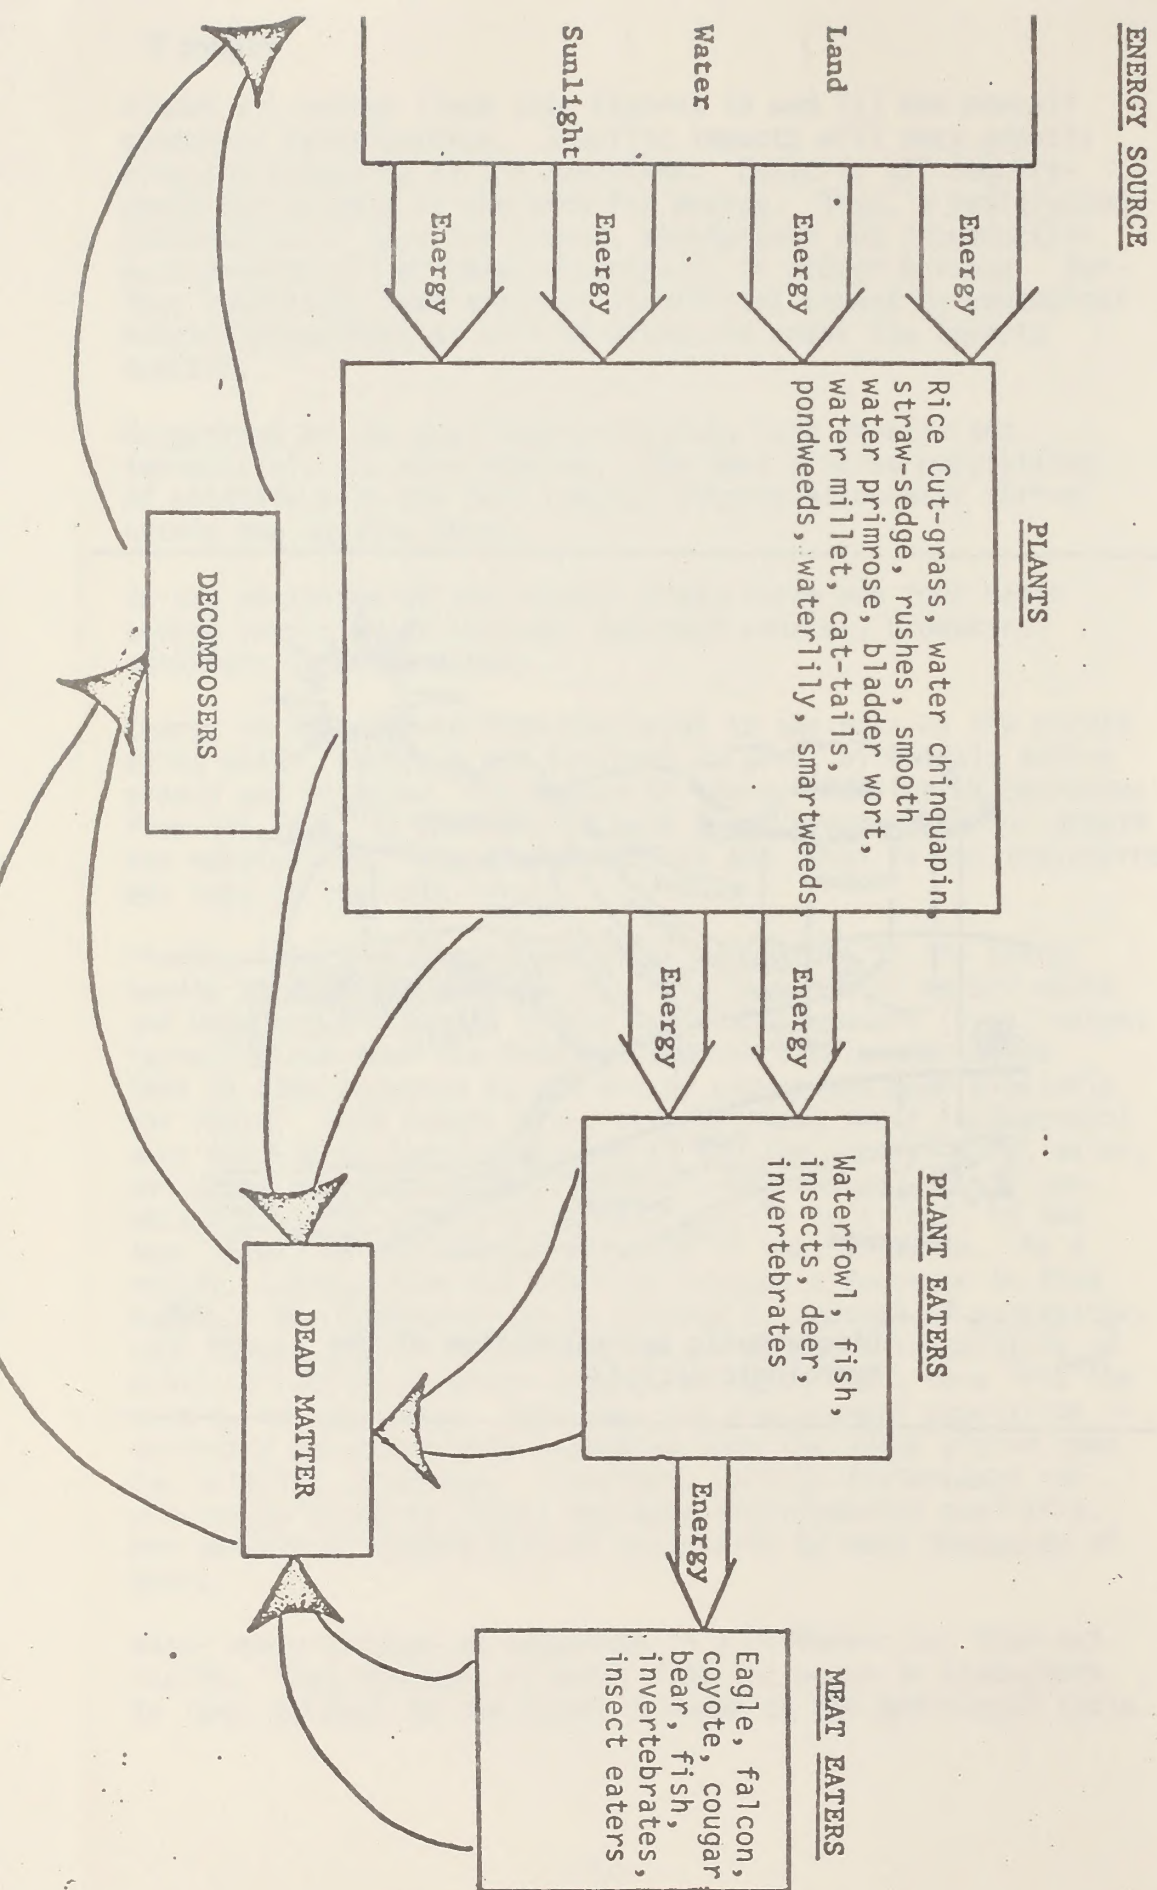 ENERGY SOURCE
Land
Water
Sunlight
Energy
Energy
Energy
Energy
PLANTS
Rice Cut-grass, water chinquapin,
straw-sedge, rushes, smooth
water primrose, bladder wort,
water millet, cat-tails,
pondweeds, waterlily, smartweeds
Energy
Energy
PLANT EATERS
Waterfowl, fish,
insects, deer,
invertebrates
Energy
MEAT EATERS
Eagle, falcon,
coyote, cougar,
bear, fish,
invertebrates,
insect eaters
DECOMPOSERS
DEAD MATTER